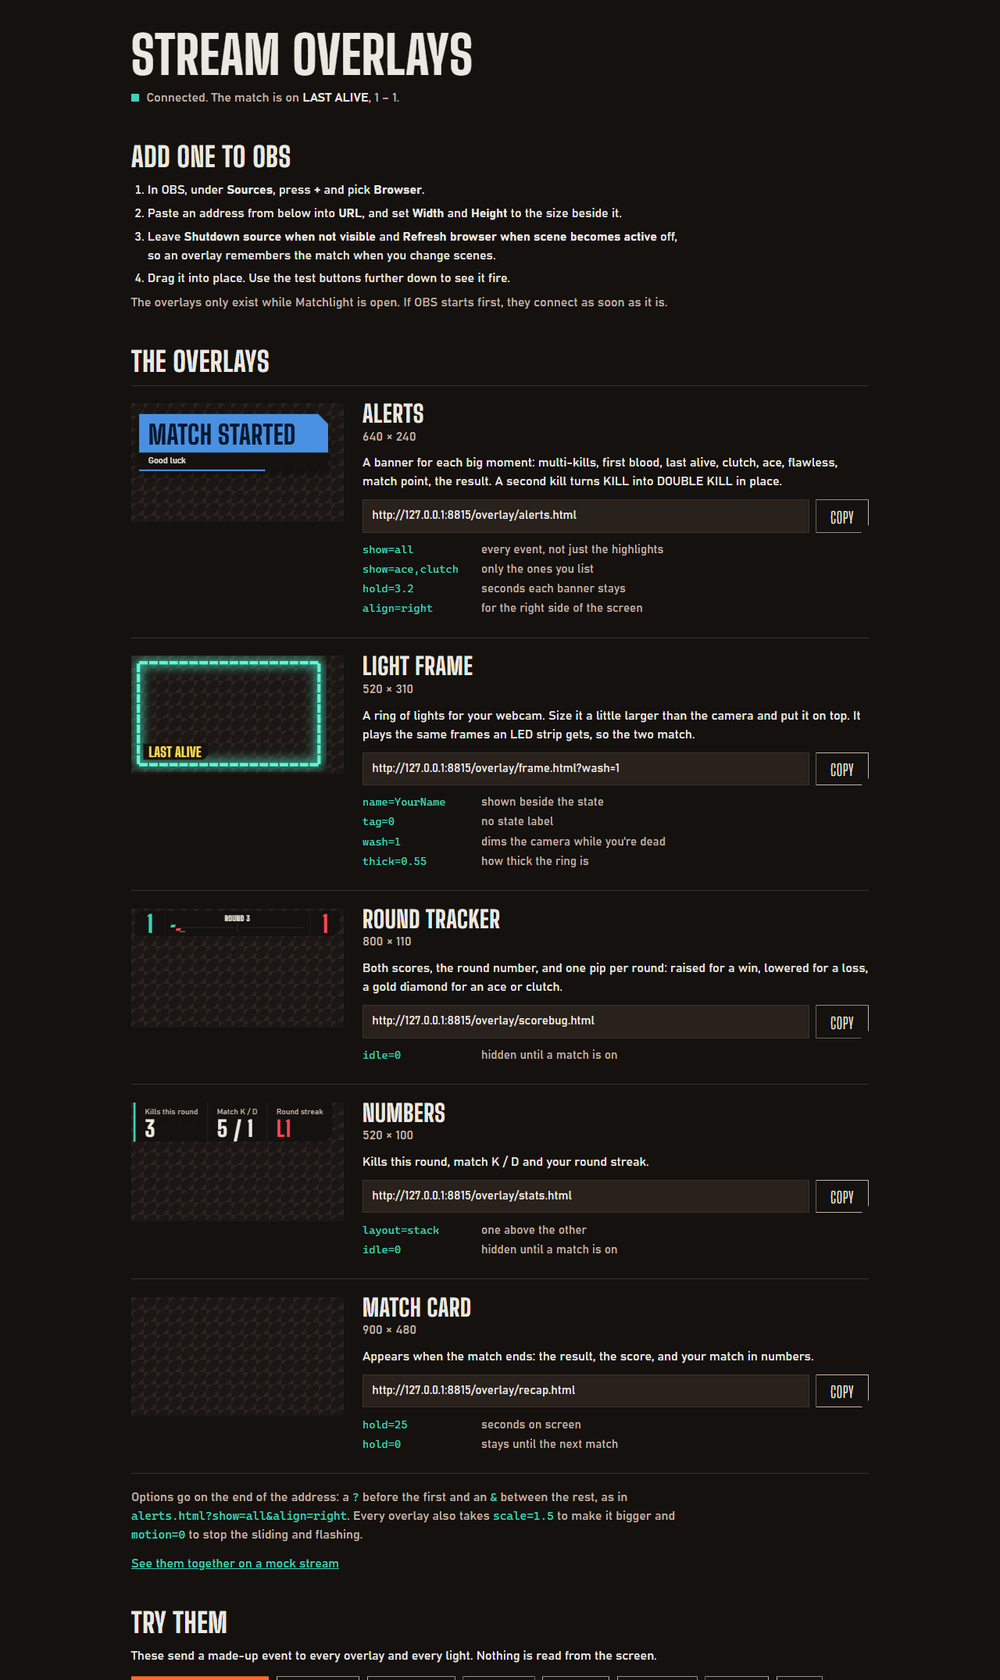 STREAM OVERLAYS
Connected. The match is on LAST ALIVE, 1 – 1.
ADD ONE TO OBS
1. In OBS, under Sources, press + and pick Browser.
2. Paste an address from below into URL, and set Width and Height to the size beside it.
3. Leave Shutdown source when not visible and Refresh browser when scene becomes active off,
so an overlay remembers the match when you change scenes.
4. Drag it into place. Use the test buttons further down to see it fire.
The overlays only exist while Matchlight is open. If OBS starts first, they connect as soon as it is.
THE OVERLAYS
MATCH STARTED
Good luck
ALERTS
640 × 240
A banner for each big moment: multi-kills, first blood, last alive, clutch, ace, flawless,
match point, the result. A second kill turns KILL into DOUBLE KILL in place.
http://127.0.0.1:8815/overlay/alerts.html
COPY
show=all every event, not just the highlights
show=ace,clutch only the ones you list
hold=3.2 seconds each banner stays
align=right for the right side of the screen
LAST ALIVE
LIGHT FRAME
520 × 310
A ring of lights for your webcam. Size it a little larger than the camera and put it on top. It
plays the same frames an LED strip gets, so the two match.
http://127.0.0.1:8815/overlay/frame.html?wash=1
COPY
name=YourName shown beside the state
tag=0 no state label
wash=1 dims the camera while you're dead
thick=0.55 how thick the ring is
1 ROUND 3 1
ROUND TRACKER
800 × 110
Both scores, the round number, and one pip per round: raised for a win, lowered for a loss,
a gold diamond for an ace or clutch.
http://127.0.0.1:8815/overlay/scorebug.html
COPY
idle=0 hidden until a match is on
Kills this round Match K / D Round streak
3 5 / 1 L1
NUMBERS
520 × 100
Kills this round, match K / D and your round streak.
http://127.0.0.1:8815/overlay/stats.html
COPY
layout=stack one above the other
idle=0 hidden until a match is on
MATCH CARD
900 × 480
Appears when the match ends: the result, the score, and your match in numbers.
http://127.0.0.1:8815/overlay/recap.html
COPY
hold=25 seconds on screen
hold=0 stays until the next match
Options go on the end of the address: a ? before the first and an & between the rest, as in
alerts.html?show=all&align=right. Every overlay also takes scale=1.5 to make it bigger and
motion=0 to stop the sliding and flashing.
See them together on a mock stream
TRY THEM
These send a made-up event to every overlay and every light. Nothing is read from the screen.